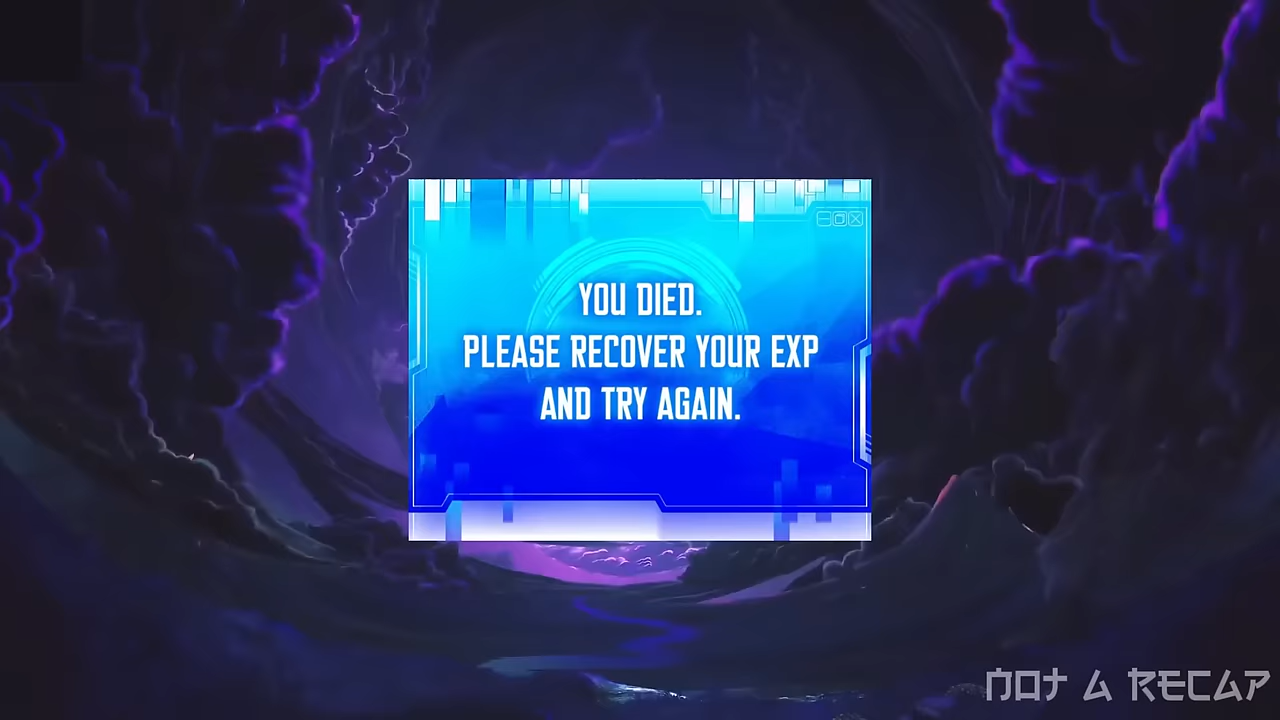 YOU DIED.
PLEASE RECOVER YOUR EXP
AND TRY AGAIN.
NOT A RECAP